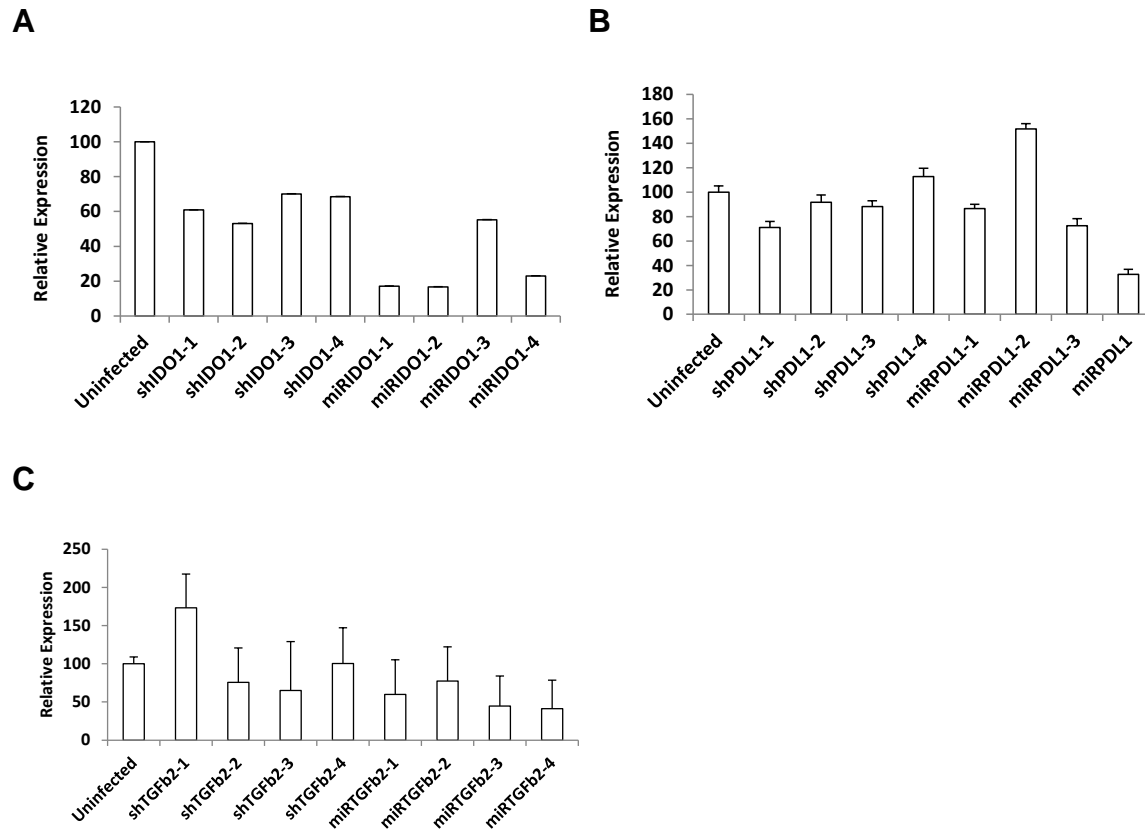 A
Relative Expression
120
100
80
60
40
20
0
Uninfected
shIDO1-1
shIDO1-2
shIDO1-3
shIDO1-4
miRIDO1-1
miRIDO1-2
miRIDO1-3
miRIDO1-4
B
Relative Expression
180
160
140
120
100
80
60
40
20
0
Uninfected
shPDL1-1
shPDL1-2
shPDL1-3
shPDL1-4
miRPDL1-1
miRPDL1-2
miRPDL1-3
miRPDL1
C
Relative Expression
250
200
150
100
50
0
Uninfected
shTGFb2-1
shTGFb2-2
shTGFb2-3
shTGFb2-4
miRTGFb2-1
miRTGFb2-2
miRTGFb2-3
miRTGFb2-4